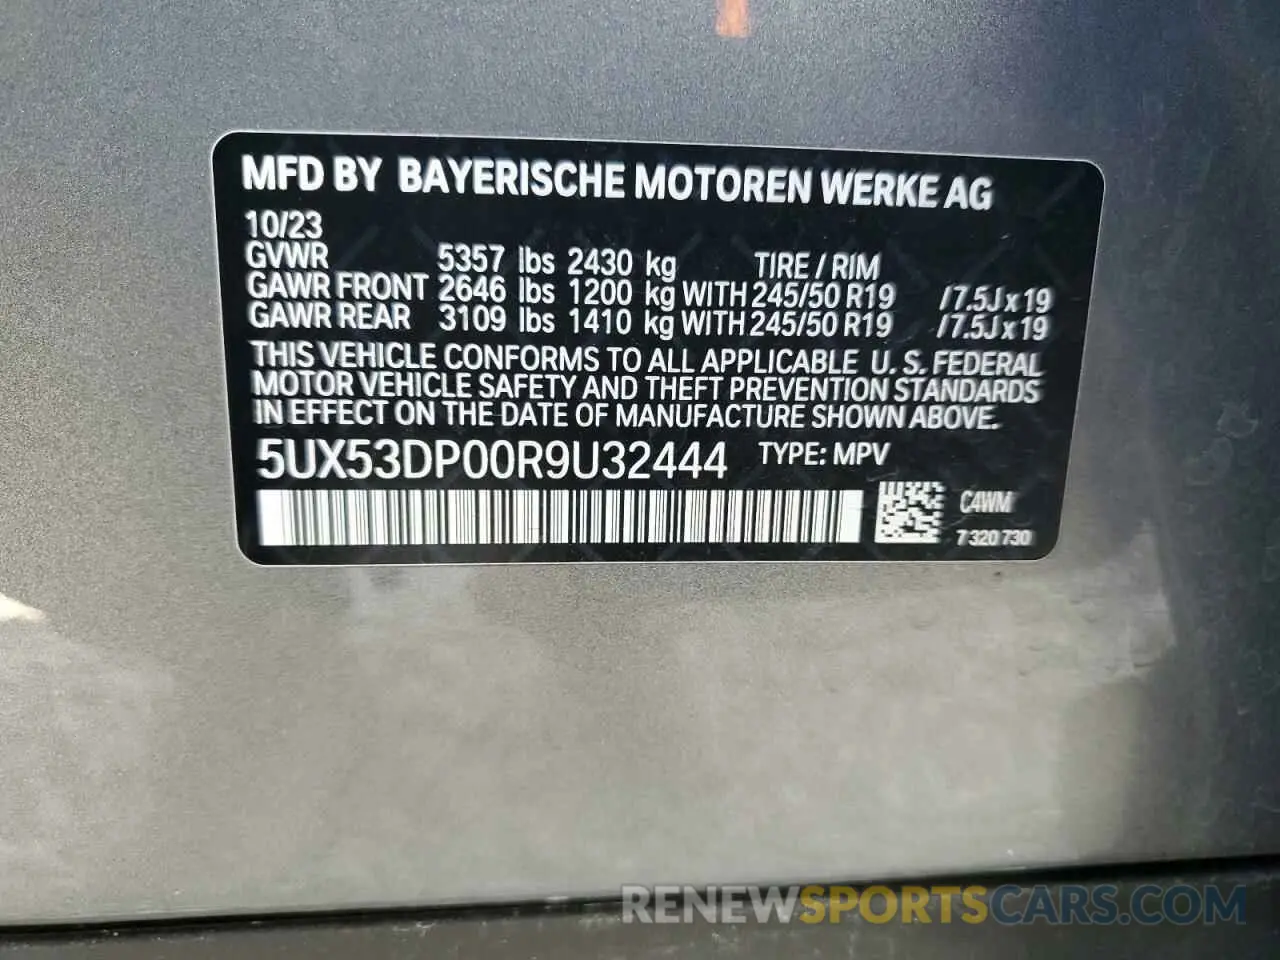 MFD BY BAYERISCHE MOTOREN WERKE AG
10/23
GVWR 5357 lbs 2430 kg TIRE / RIM
GAWR FRONT 2646 lbs 1200 kg WITH 245/50 R19 /7.5J x 19
GAWR REAR 3109 lbs 1410 kg WITH 245/50 R19 /7.5J x 19
THIS VEHICLE CONFORMS TO ALL APPLICABLE U. S. FEDERAL
MOTOR VEHICLE SAFETY AND THEFT PREVENTION STANDARDS
IN EFFECT ON THE DATE OF MANUFACTURE SHOWN ABOVE.
5UX53DP00R9U32444 TYPE: MPV
C4WM
7 320 730
RENEWSPORTSCARS.COM